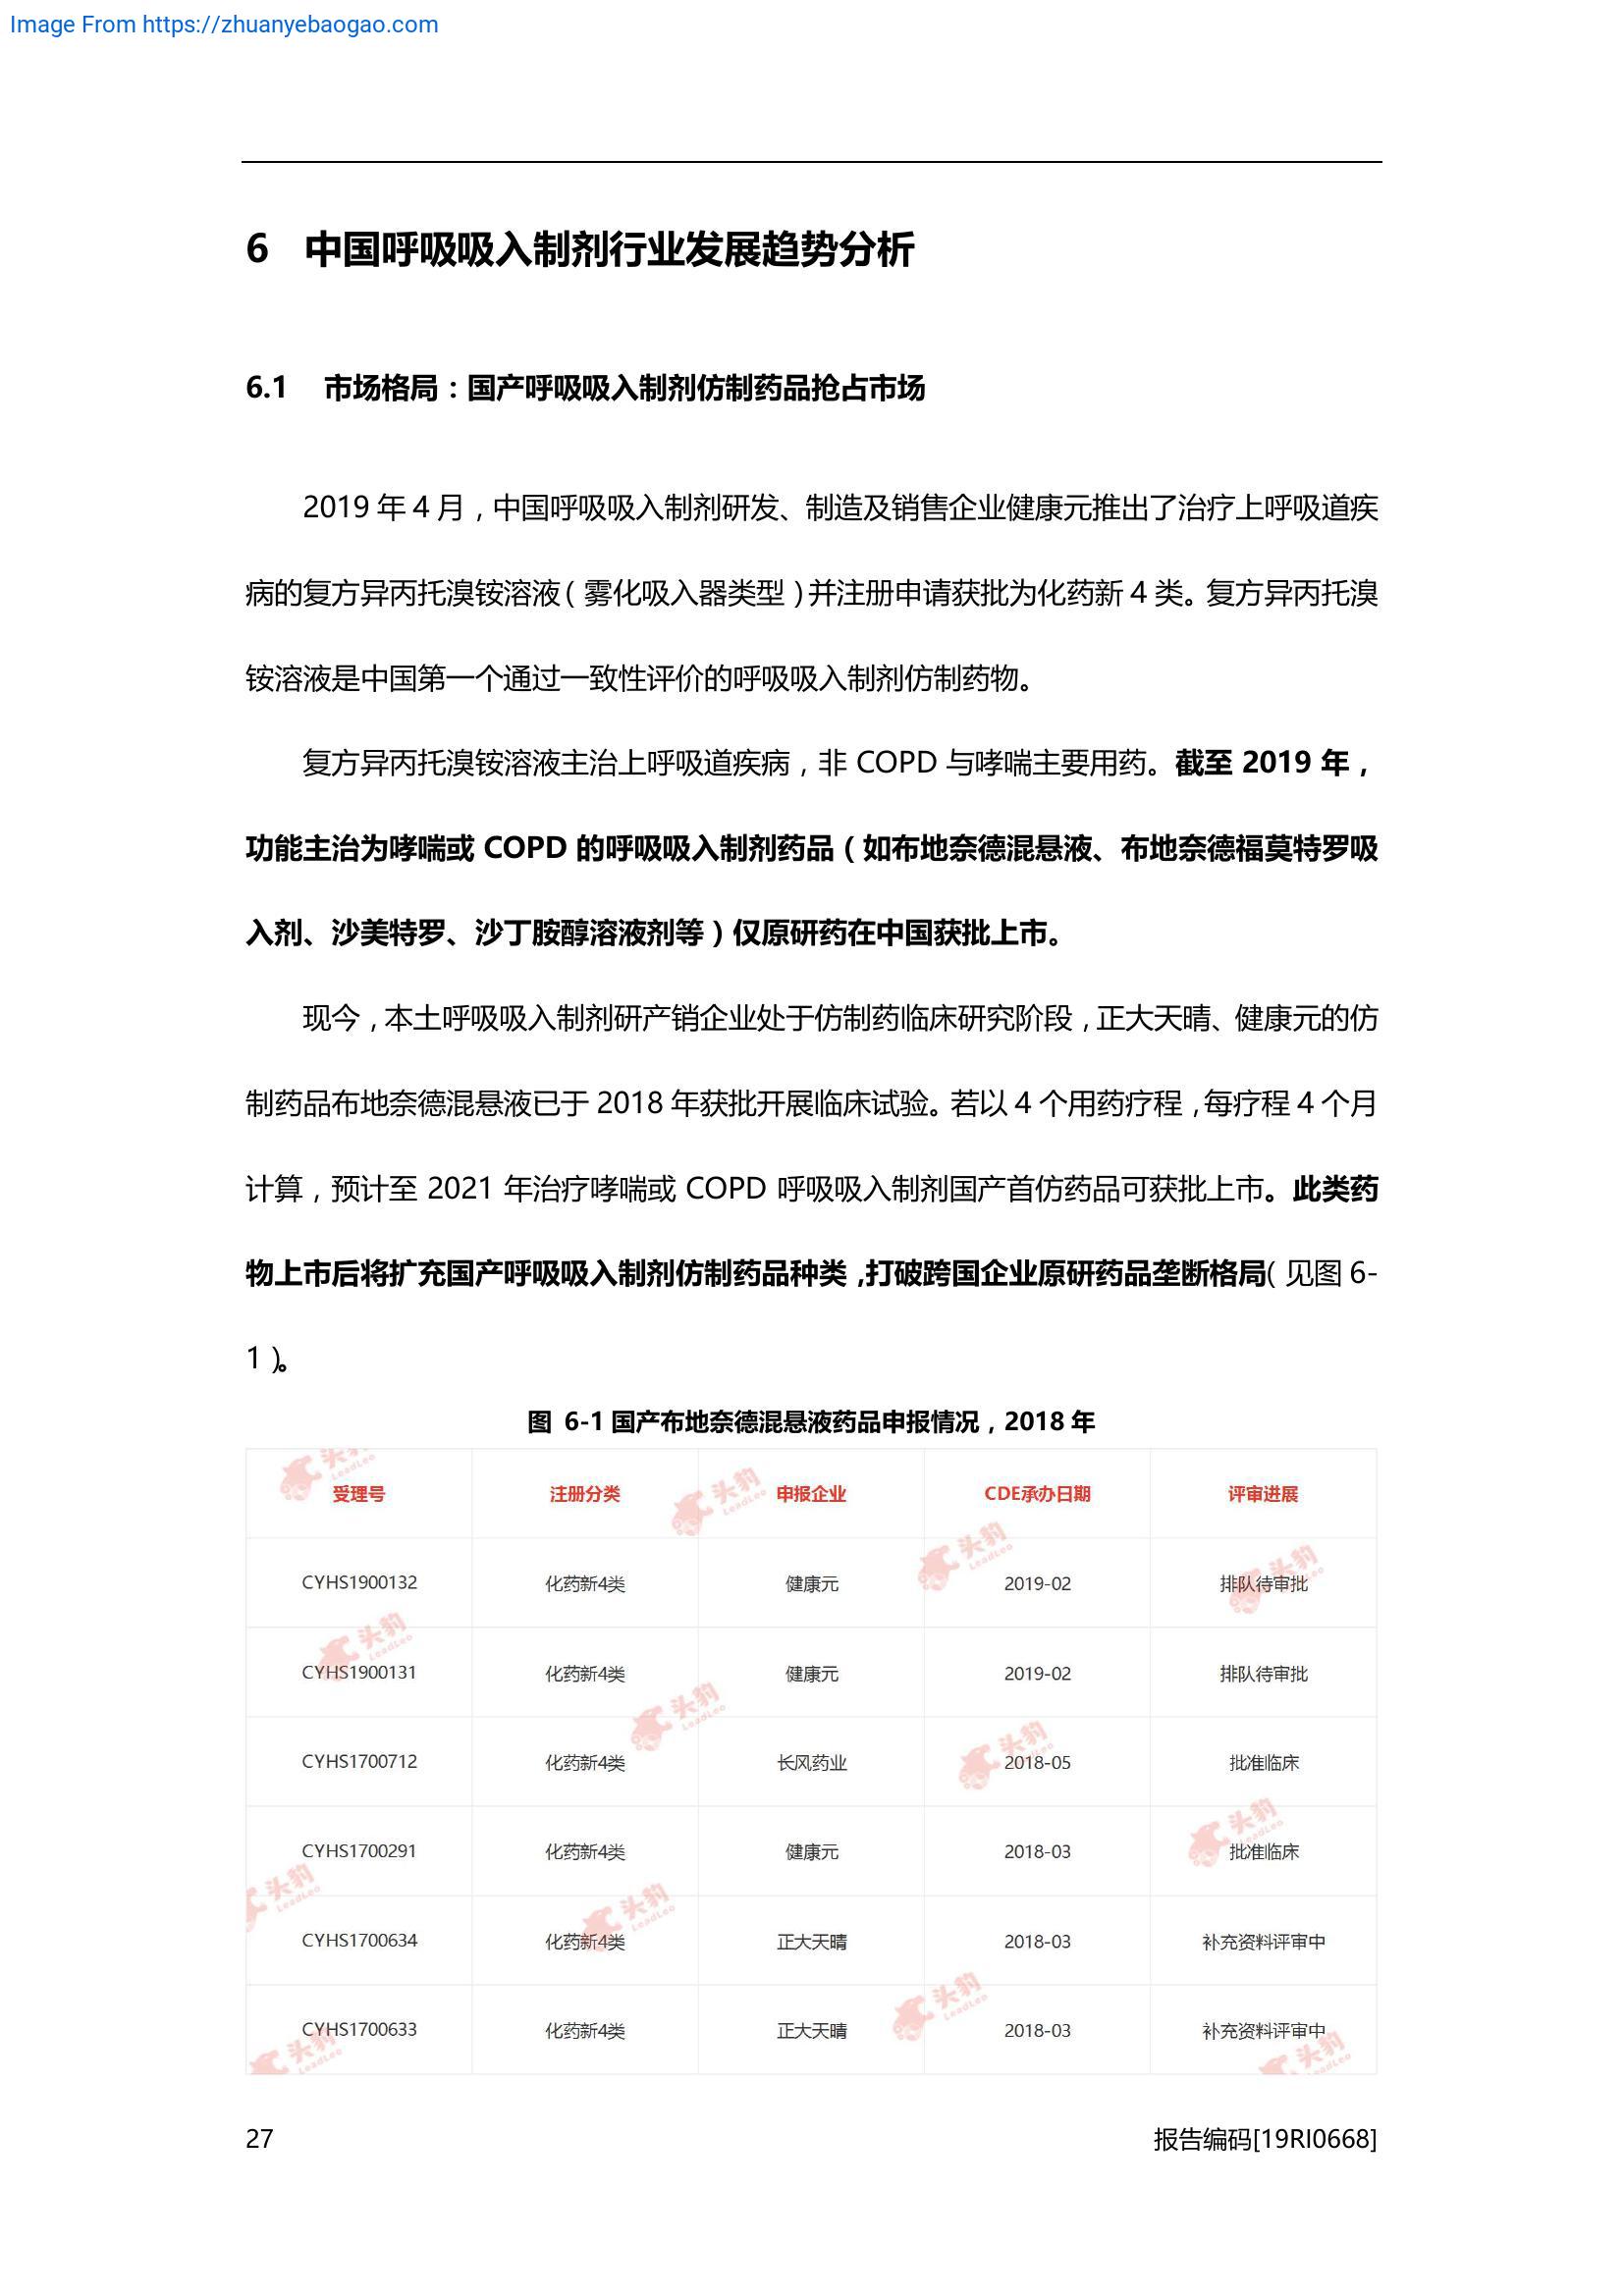 Image From https://zhuanyebaogao.com
6 中国呼吸吸入制剂行业发展趋势分析
6.1 市场格局：国产呼吸吸入制剂仿制药品抢占市场
2019 年 4 月，中国呼吸吸入制剂研发、制造及销售企业健康元推出了治疗上呼吸道疾
病的复方异丙托溴铵溶液（雾化吸入器类型）并注册申请获批为化药新 4 类。复方异丙托溴
铵溶液是中国第一个通过一致性评价的呼吸吸入制剂仿制药物。
复方异丙托溴铵溶液主治上呼吸道疾病，非 COPD 与哮喘主要用药。截至 2019 年，
功能主治为哮喘或 COPD 的呼吸吸入制剂药品（如布地奈德混悬液、布地奈德福莫特罗吸
入剂、沙美特罗、沙丁胺醇溶液剂等）仅原研药在中国获批上市。
现今，本土呼吸吸入制剂研产销企业处于仿制药临床研究阶段，正大天晴、健康元的仿
制药品布地奈德混悬液已于 2018 年获批开展临床试验。若以 4 个用药疗程，每疗程 4 个月
计算，预计至 2021 年治疗哮喘或 COPD 呼吸吸入制剂国产首仿药品可获批上市。此类药
物上市后将扩充国产呼吸吸入制剂仿制药品种类，打破跨国企业原研药品垄断格局（见图 6-
1）。
图 6-1 国产布地奈德混悬液药品申报情况，2018 年
受理号 注册分类 申报企业 CDE承办日期 评审进展
CYHS1900132 化药新4类 健康元 2019-02 排队待审批
CYHS1900131 化药新4类 健康元 2019-02 排队待审批
CYHS1700712 化药新4类 长风药业 2018-05 批准临床
CYHS1700291 化药新4类 健康元 2018-03 批准临床
CYHS1700634 化药新4类 正大天晴 2018-03 补充资料评审中
CYHS1700633 化药新4类 正大天晴 2018-03 补充资料评审中
27 报告编码[19RI0668]